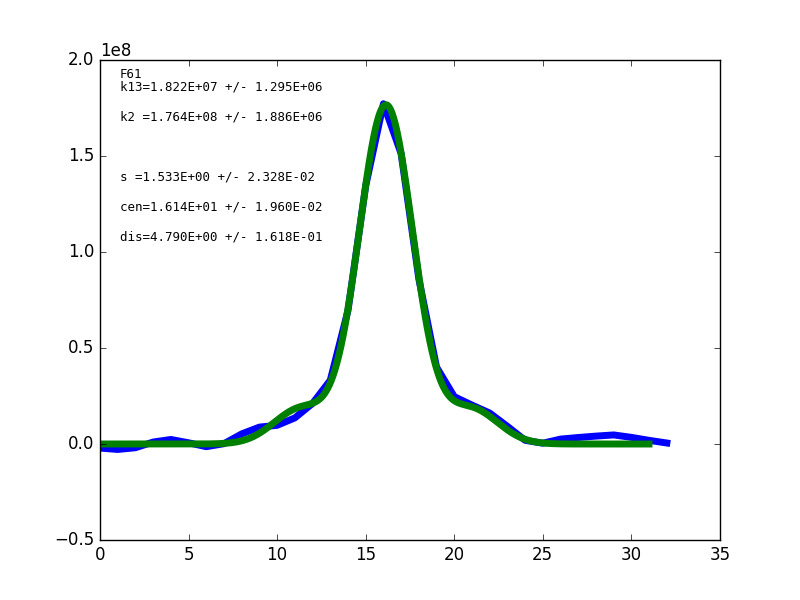 1e8
2.0
F61
k13=1.822E+07 +/- 1.295E+06
k2 =1.764E+08 +/- 1.886E+06
1.5
s =1.533E+00 +/- 2.328E-02
cen=1.614E+01 +/- 1.960E-02
dis=4.790E+00 +/- 1.618E-01
1.0
0.5
0.0
−0.5
0 5 10 15 20 25 30 35